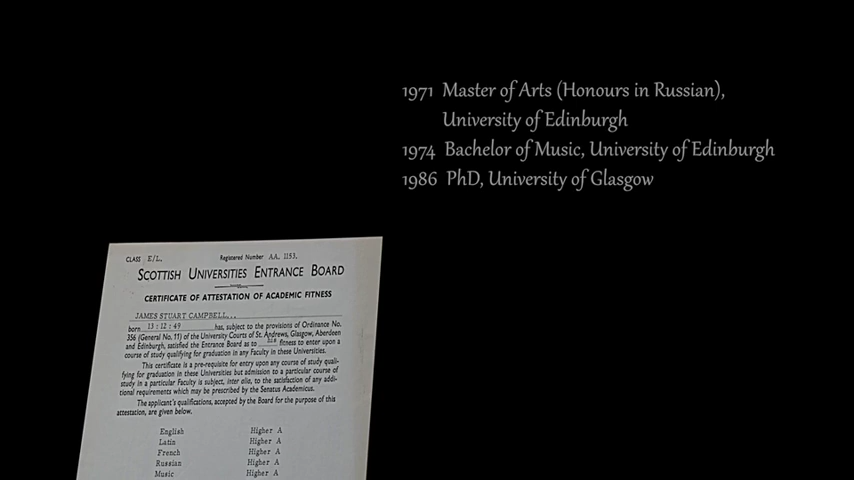 1971 Master of Arts (Honours in Russian),
University of Edinburgh
1974 Bachelor of Music, University of Edinburgh
1986 PhD, University of Glasgow
CLASS E/L. Registered Number AA. 1153.
SCOTTISH UNIVERSITIES ENTRANCE BOARD
CERTIFICATE OF ATTESTATION OF ACADEMIC FITNESS
JAMES STUART CAMPBELL...
born 13:12:49 has, subject to the provisions of Ordinance No.
356 (General No. 11) of the University Courts of St. Andrews, Glasgow, Aberdeen
and Edinburgh, satisfied the Entrance Board as to his fitness to enter upon a
course of study qualifying for graduation in any Faculty in these Universities.
This certificate is a pre-requisite for entry upon any course of study quali-
fying for graduation in these Universities but admission to a particular course of
study in a particular Faculty is subject, inter alia, to the satisfaction of any addi-
tional requirements which may be prescribed by the Senatus Academicus.
The applicant's qualifications, accepted by the Board for the purpose of this
attestation, are given below.
English Higher A
Latin Higher A
French Higher A
Russian Higher A
Music Higher A